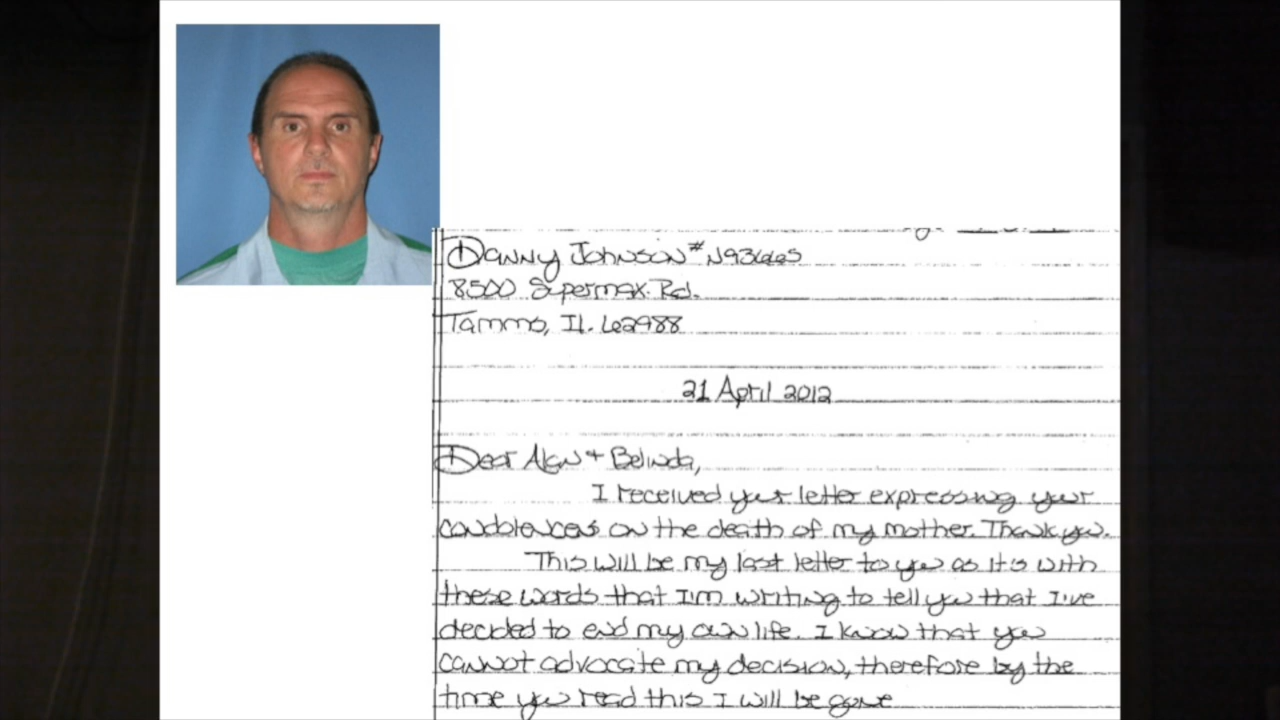 Danny Johnson # N93665
8500 Supermax Rd.
Tamms, IL. 62988
21 April 2012
Dear Alan + Belinda,
I received your letter expressing your
condolences on the death of my mother. Thank you.
This will be my last letter to you as it's with
these words that I'm writing to tell you that I've
decided to end my own life. I know that you
cannot advocate my decision, therefore by the
time you read this I will be gone